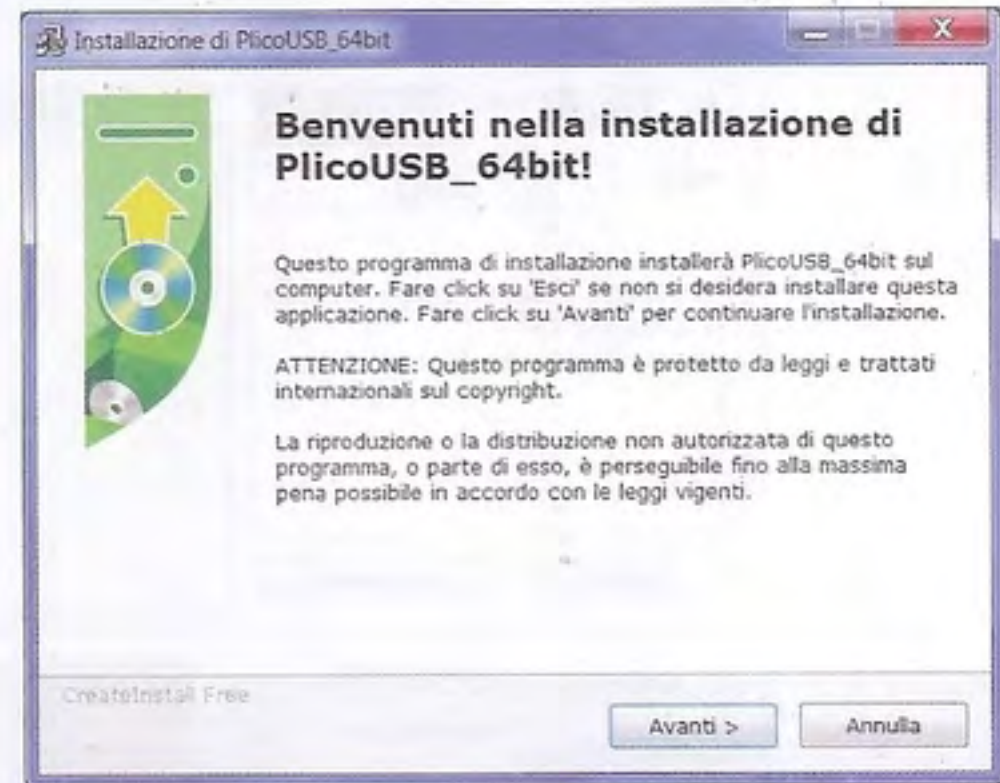 Installazione di PlicoUSB_64bit
Benvenuti nella installazione di
PlicoUSB_64bit!
Questo programma di installazione installerà PlicoUSB_64bit sul
computer. Fare click su 'Esci' se non si desidera installare questa
applicazione. Fare click su 'Avanti' per continuare l'installazione.
ATTENZIONE: Questo programma è protetto da leggi e trattati
internazionali sul copyright.
La riproduzione o la distribuzione non autorizzata di questo
programma, o parte di esso, è perseguibile fino alla massima
pena possibile in accordo con le leggi vigenti.
CreateInstall Free
Avanti >
Annulla